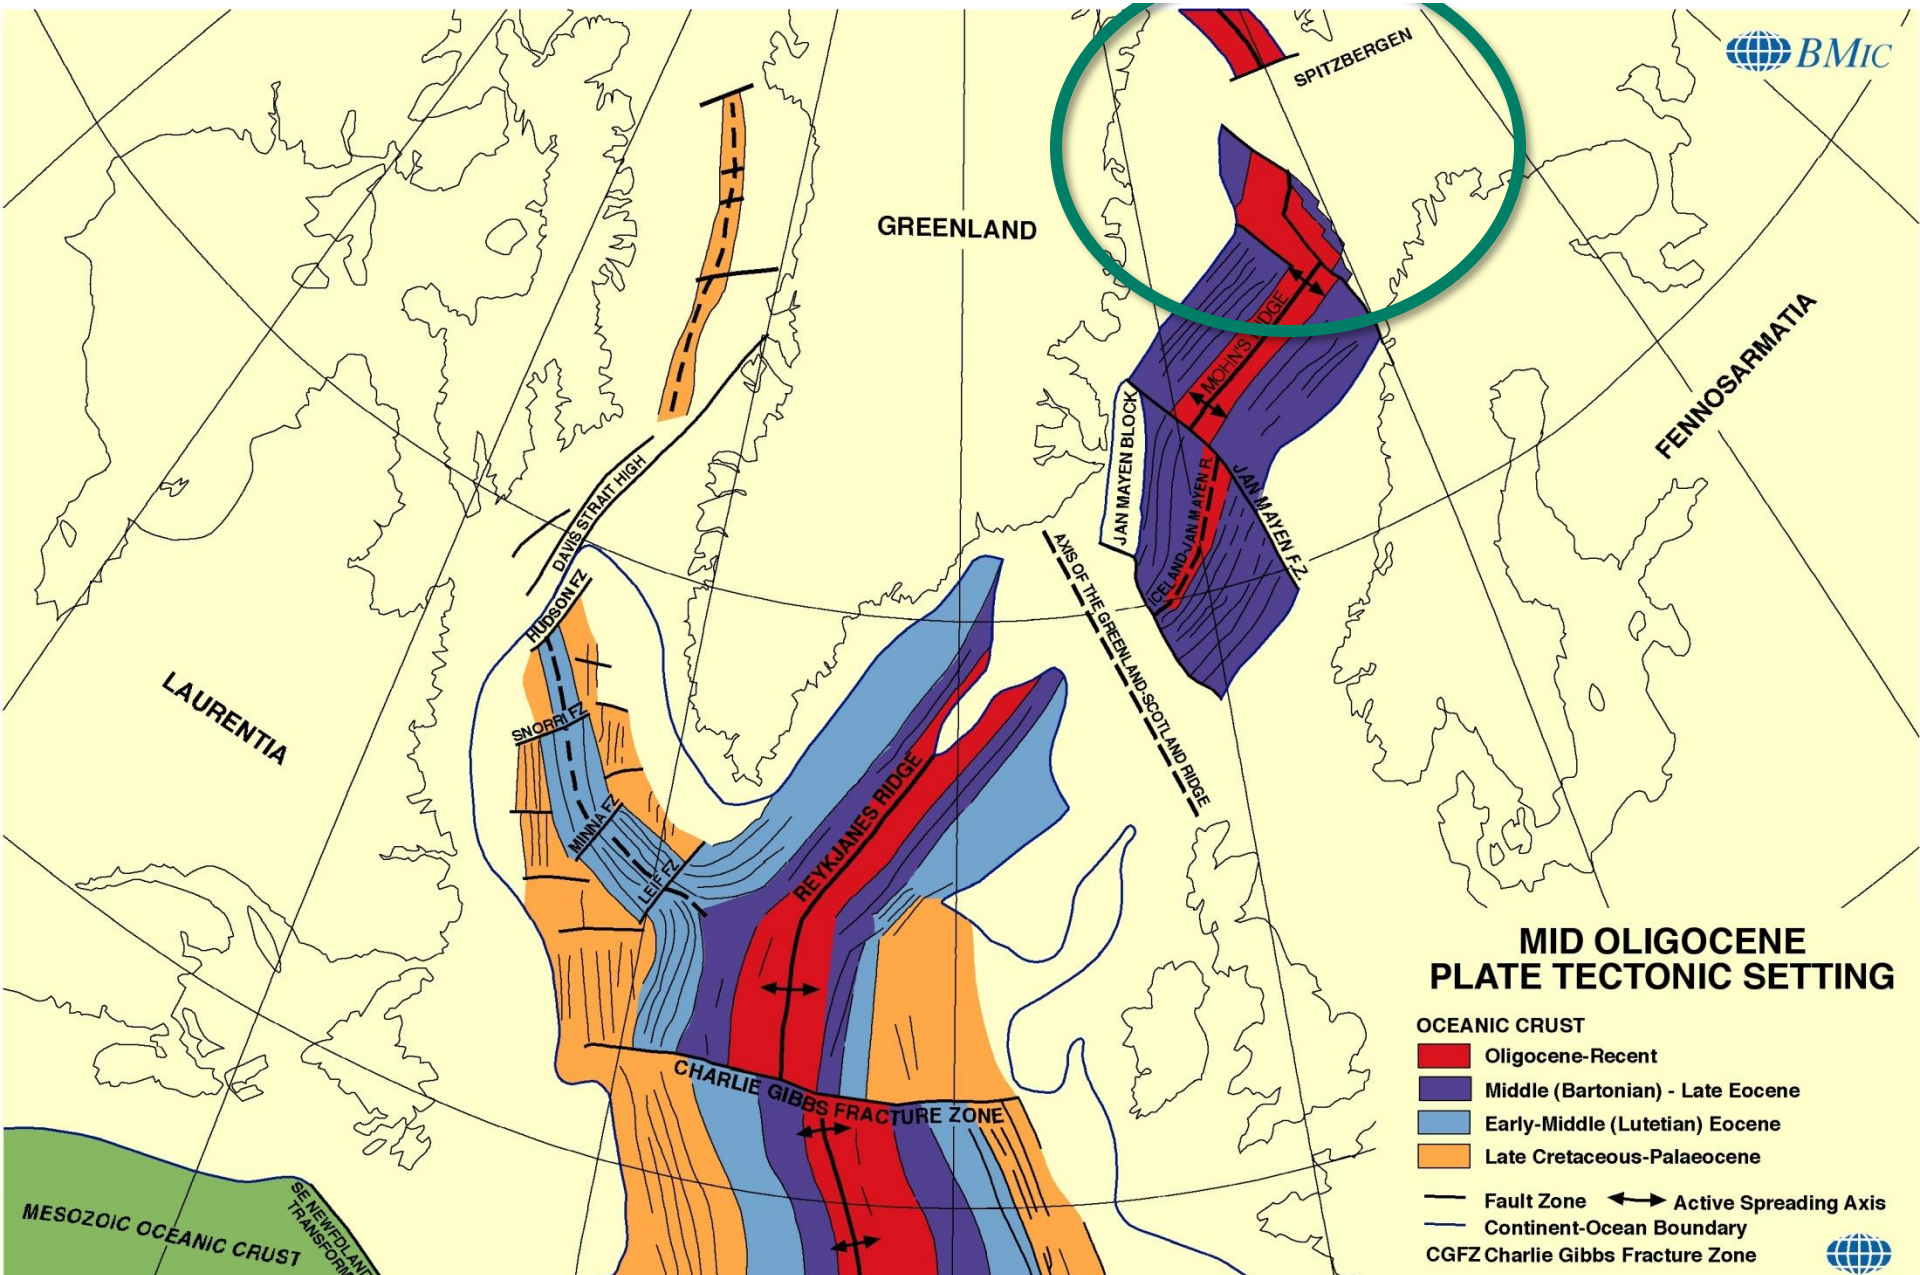 SPITZBERGEN
BMIC
GREENLAND
MOHN'S RIDGE
FENNOSARMATIA
JAN MAYEN BLOCK
ICELAND-JAN MAYEN R.
JAN MAYEN F.Z.
DAVIS STRAIT HIGH
HUDSON FZ
AXIS OF THE GREENLAND-SCOTLAND RIDGE
LAURENTIA
SNORRI FZ
MINNA FZ
LEIF FZ
REYKJANES RIDGE
CHARLIE GIBBS FRACTURE ZONE
MESOZOIC OCEANIC CRUST
SE NEWFDLAND
TRANSFORM
MID OLIGOCENE
PLATE TECTONIC SETTING
OCEANIC CRUST
Oligocene-Recent
Middle (Bartonian) - Late Eocene
Early-Middle (Lutetian) Eocene
Late Cretaceous-Palaeocene
Fault Zone Active Spreading Axis
Continent-Ocean Boundary
CGFZ Charlie Gibbs Fracture Zone